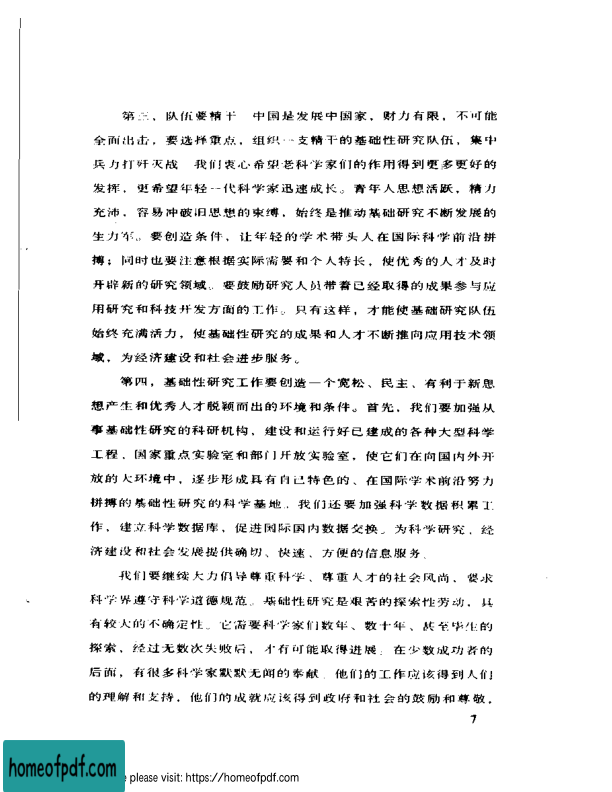 第三，队伍要精干 中国是发展中国家，财力有限，不可能
全面出击，要选择重点，组织一支精干的基础性研究队伍，集中
兵力打歼灭战 我们衷心希望老科学家们的作用得到更多更好的
发挥，更希望年轻一代科学家迅速成长。青年人思想活跃，精力
充沛，容易冲破旧思想的束缚，始终是推动基础研究不断发展的
生力军。要创造条件，让年轻的学术带头人在国际科学前沿拼
搏；同时也要注意根据实际需要和个人特长，使优秀的人才及时
开辟新的研究领域。要鼓励研究人员带着已经取得的成果参与应
用研究和科技开发方面的工作。只有这样，才能使基础研究队伍
始终充满活力，使基础性研究的成果和人才不断推向应用技术领
域，为经济建设和社会进步服务。
第四，基础性研究工作要创造一个宽松、民主、有利于新思
想产生和优秀人才脱颖而出的环境和条件。首先，我们要加强从
事基础性研究的科研机构、建设和运行好已建成的各种大型科学
工程、国家重点实验室和部门开放实验室，使它们在向国内外开
放的大环境中，逐步形成具有自己特色的、在国际学术前沿努力
拼搏的基础性研究的科学基地。我们还要加强科学数据积累工
作，建立科学数据库，促进国际国内数据交换。为科学研究、经
济建设和社会发展提供确切、快速、方便的信息服务.
我们要继续大力倡导尊重科学、尊重人才的社会风尚、要求
科学界遵守科学道德规范。基础性研究是艰苦的探索性劳动，具
有较大的不确定性。它需要科学家们数年、数十年、甚至毕生的
探索，经过无数次失败后，才有可能取得进展；在少数成功者的
后面，有很多科学家默默无闻的奉献 他们的工作应该得到人们
的理解和支持，他们的成就应该得到政府和社会的鼓励和尊敬，
7
homeofpdf.com
e please visit: https://homeofpdf.com